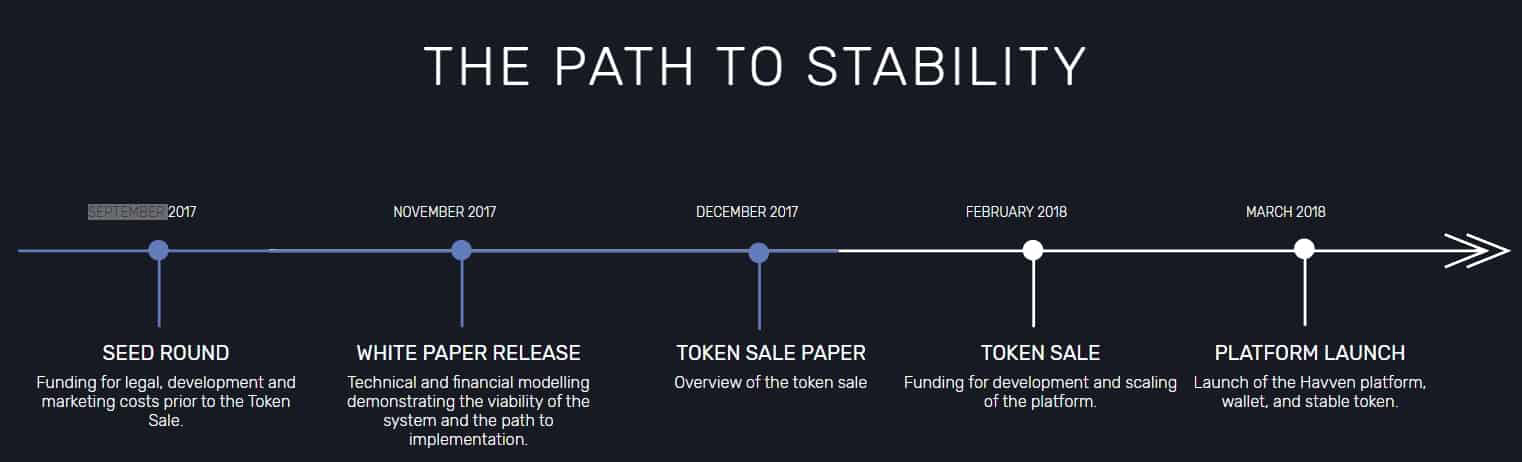 THE PATH TO STABILITY
SEPTEMBER 2017
NOVEMBER 2017
DECEMBER 2017
FEBRUARY 2018
MARCH 2018
SEED ROUND
Funding for legal, development and
marketing costs prior to the Token
Sale.
WHITE PAPER RELEASE
Technical and financial modelling
demonstrating the viability of the
system and the path to
implementation.
TOKEN SALE PAPER
Overview of the token sale
TOKEN SALE
Funding for development and scaling
of the platform.
PLATFORM LAUNCH
Launch of the Havven platform,
wallet, and stable token.